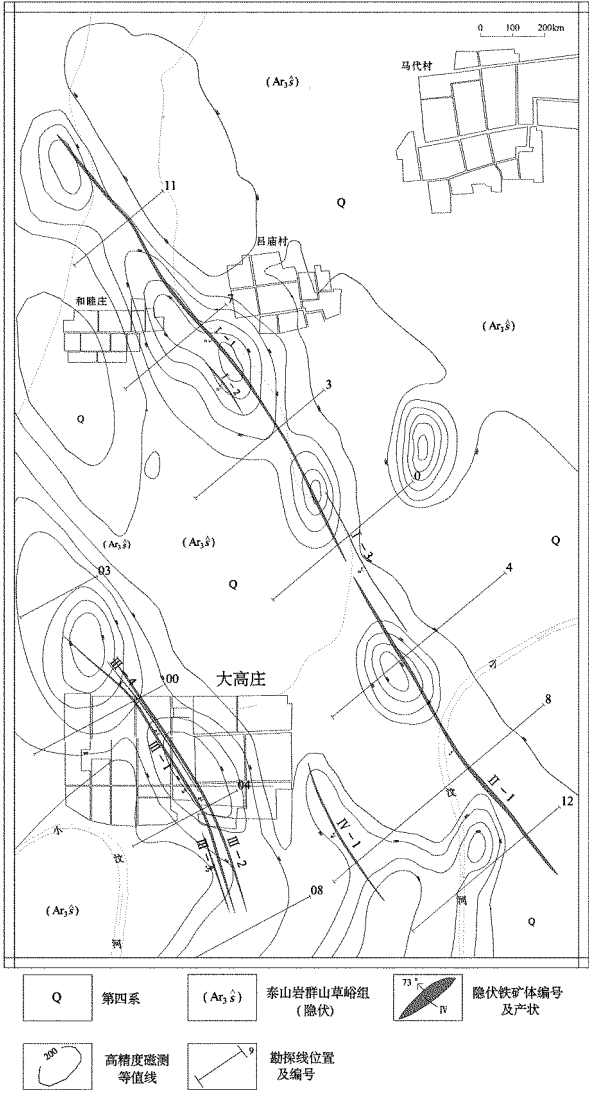 0 100 200km
马代村
(Ar₃ŝ)
11
Q
吕庙村
和睦庄
7
I-1
(Ar₃ŝ)
I-2
3
Q
0
(Ar₃ŝ)
(Ar₃ŝ)
I-3
Q
03
Q
4
III-4
00
大高庄
汶
8
III-1
II-1
04
汶
12
小
IV-1
汶
III-2
08
河
(Ar₃ŝ)
河
Q
Q
第四系
(Ar₃ŝ)
泰山岩群山草峪组
(隐伏)
73°
IV
隐伏铁矿体编号
及产状
200
高精度磁测
等值线
9
勘探线位置
及编号